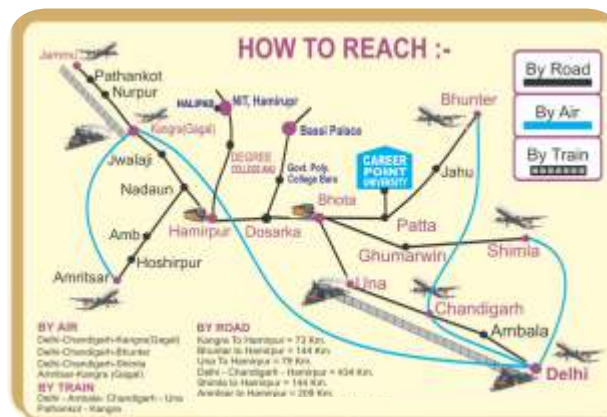 HOW TO REACH :-
By Road
By Air
By Train
Jammu
Pathankot
Nurpur
HALIPAD
NIT, Hamirupr
Kangra(Gagal)
Bassi Palace
Bhunter
DEGREE
COLLEGE
Govt. Poly.
College Baru
CAREER
POINT
UNIVERSITY
Jwalaji
Jahu
Nadaun
Bhota
Hamirpur
Dosarka
Patta
Amb
Ghumarwin
Shimla
Hoshirpur
Amritsar
Una
Chandigarh
Ambala
Delhi
BY AIR
Delhi-Chandigarh-Kangra(Gagal)
Delhi-Chandigarh-Bhunter
Delhi-Chandigarh-Shimla
Amritsar-Kangra (Gagal)
BY TRAIN
Delhi - Ambala- Chandigarh - Una
Pathankot - Kangra
BY ROAD
Kangra To Hamirpur = 73 Km.
Bhunter to Hamirpur = 144 Km.
Una To Hamirpur = 79 Km.
Delhi - Chandigarh - Hamirpur = 404 Km.
Shimla to Hamirpur = 144 Km.
Amritsar to Hamirpur = 209 Km.